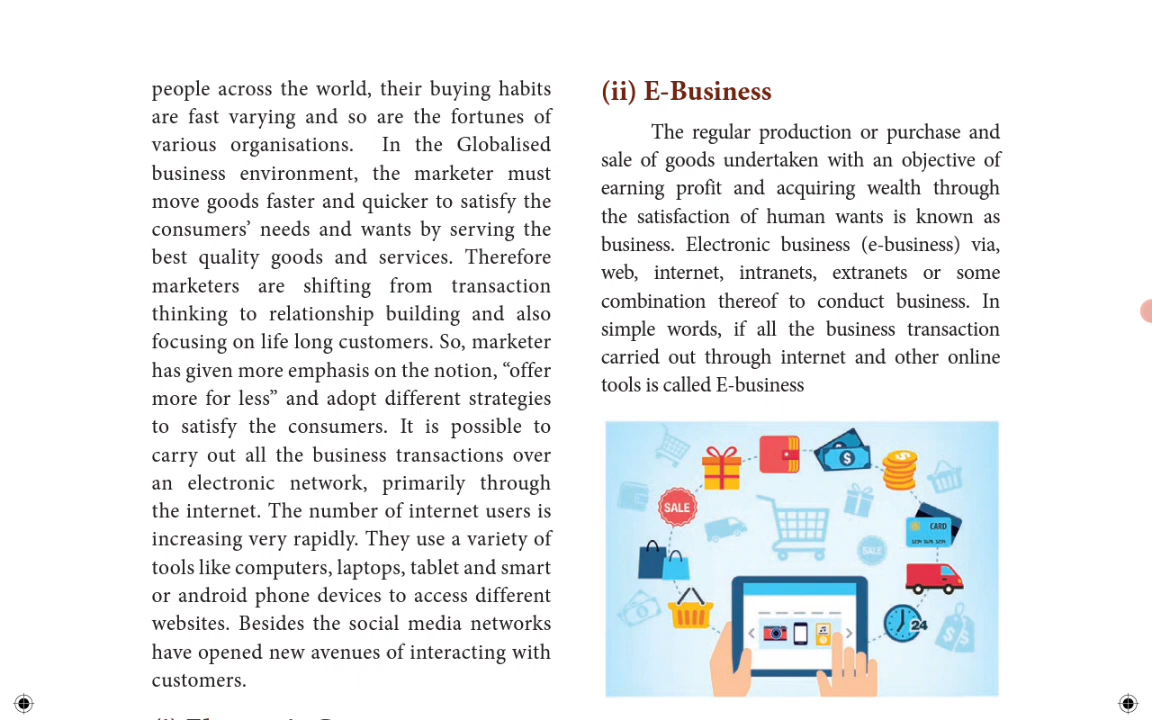 people across the world, their buying habits
are fast varying and so are the fortunes of
various organisations. In the Globalised
business environment, the marketer must
move goods faster and quicker to satisfy the
consumers’ needs and wants by serving the
best quality goods and services. Therefore
marketers are shifting from transaction
thinking to relationship building and also
focusing on life long customers. So, marketer
has given more emphasis on the notion, “offer
more for less” and adopt different strategies
to satisfy the consumers. It is possible to
carry out all the business transactions over
an electronic network, primarily through
the internet. The number of internet users is
increasing very rapidly. They use a variety of
tools like computers, laptops, tablet and smart
or android phone devices to access different
websites. Besides the social media networks
have opened new avenues of interacting with
customers.
(ii) E-Business
The regular production or purchase and
sale of goods undertaken with an objective of
earning profit and acquiring wealth through
the satisfaction of human wants is known as
business. Electronic business (e-business) via,
web, internet, intranets, extranets or some
combination thereof to conduct business. In
simple words, if all the business transaction
carried out through internet and other online
tools is called E-business
SALE
CARD
SALE
24